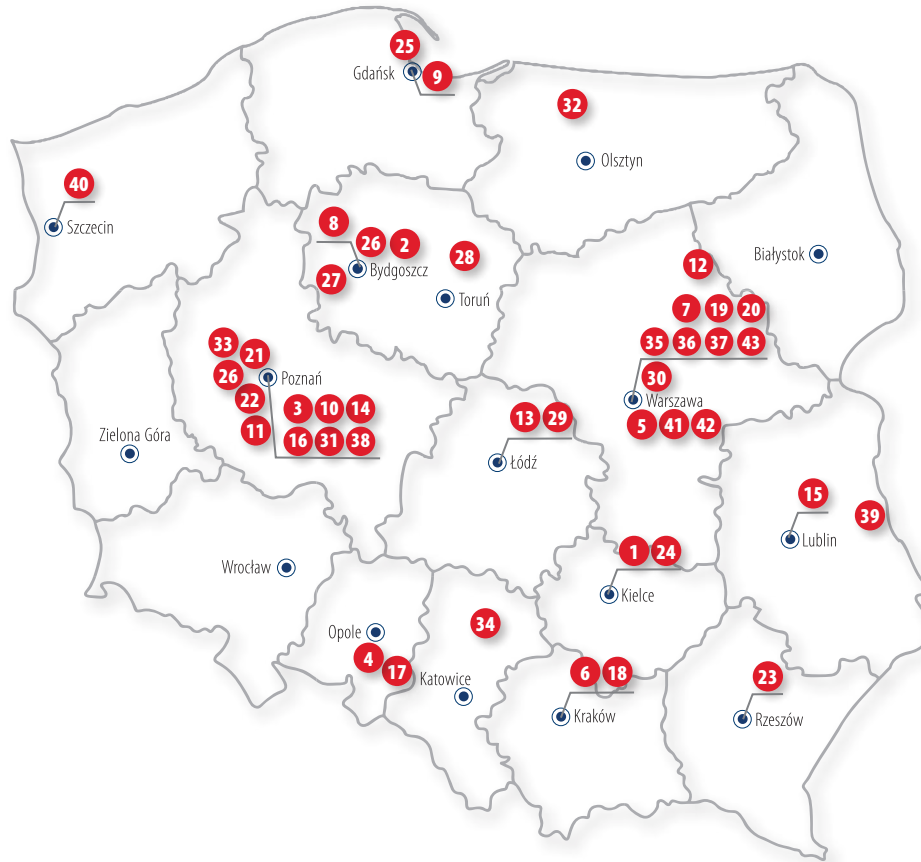 25
Gdańsk
9
32
Olsztyn
40
Szczecin
8
26 2
28
27
Bydgoszcz
Toruń
12
Białystok
7 19 20
35 36 37 43
30
Warszawa
5 41 42
33
21
26
Poznań
22
11
3 10 14
16 31 38
13 29
Łódź
Zielona Góra
15
39
Lublin
Wrocław
1 24
Kielce
Opole
34
4
17
Katowice
6 18
Kraków
23
Rzeszów